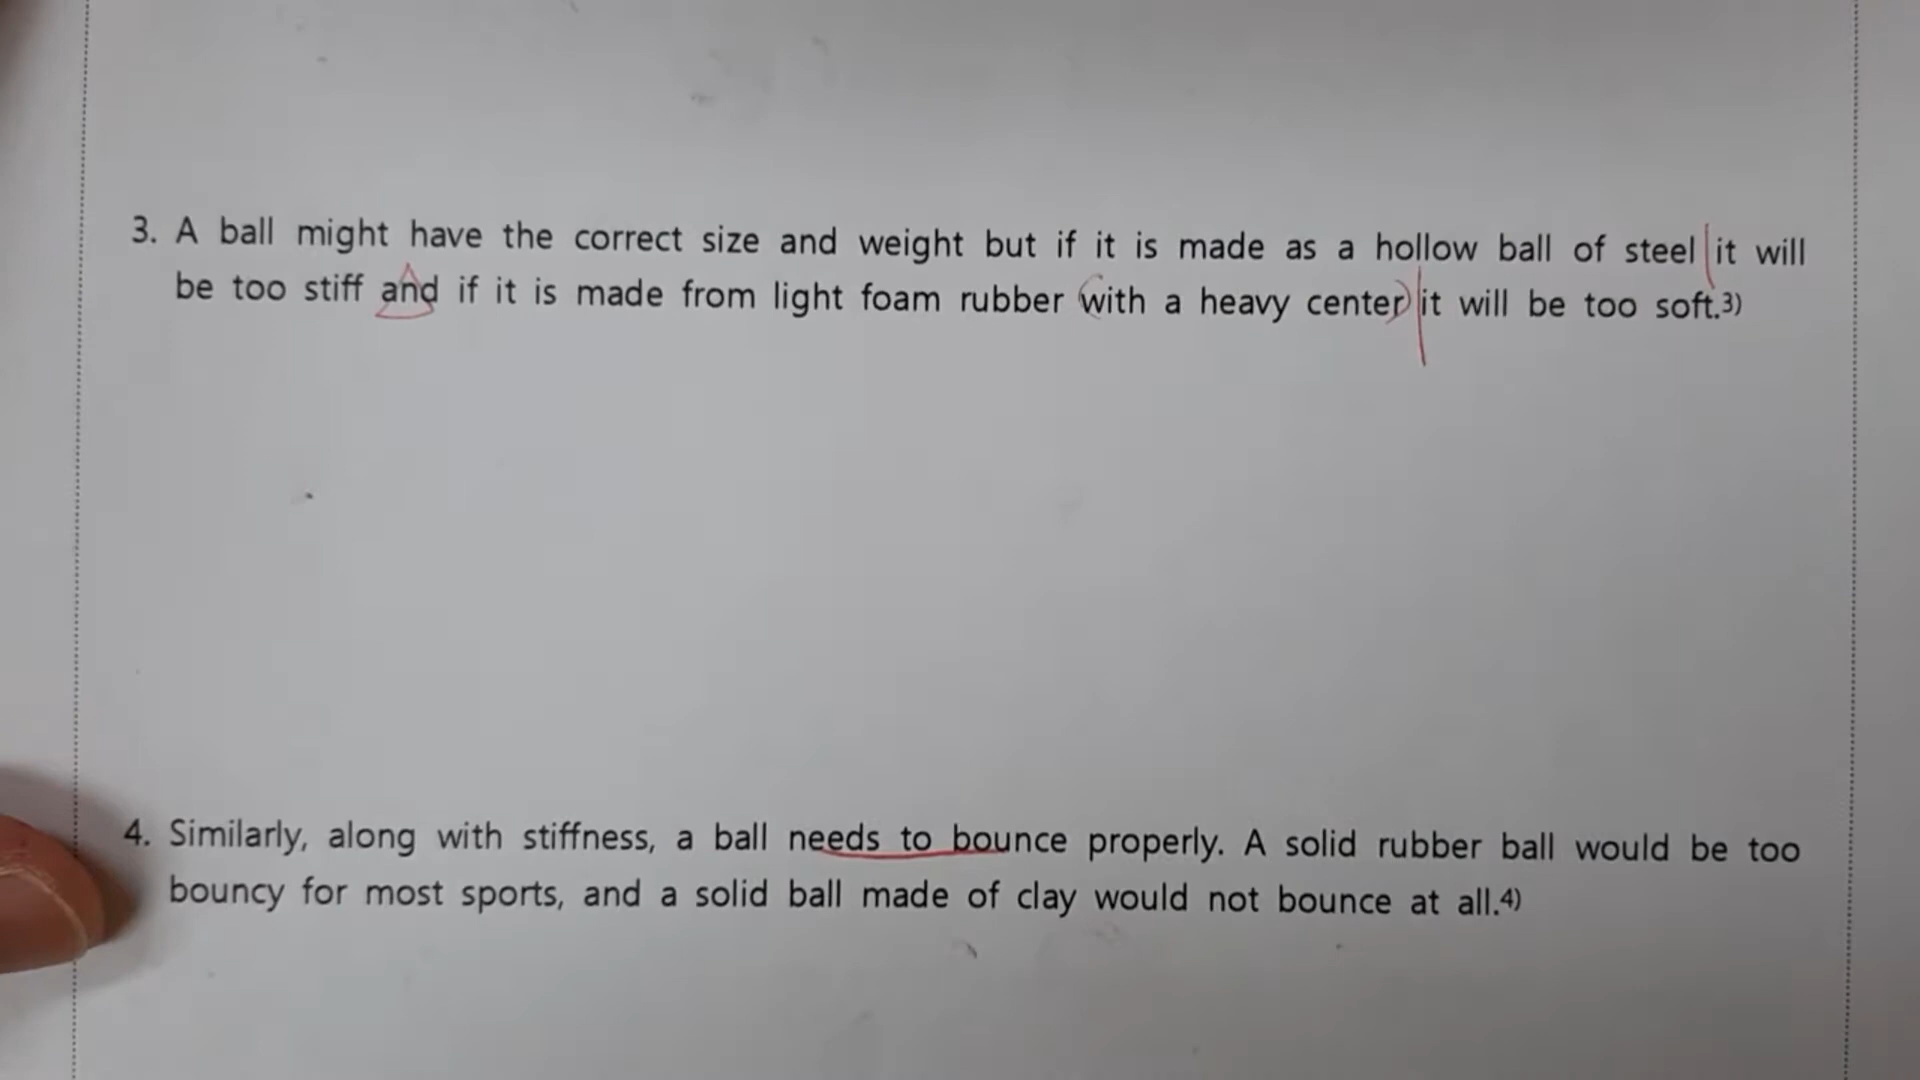 3. A ball might have the correct size and weight but if it is made as a hollow ball of steel it will
be too stiff and if it is made from light foam rubber with a heavy center it will be too soft.3)
4. Similarly, along with stiffness, a ball needs to bounce properly. A solid rubber ball would be too
bouncy for most sports, and a solid ball made of clay would not bounce at all.4)